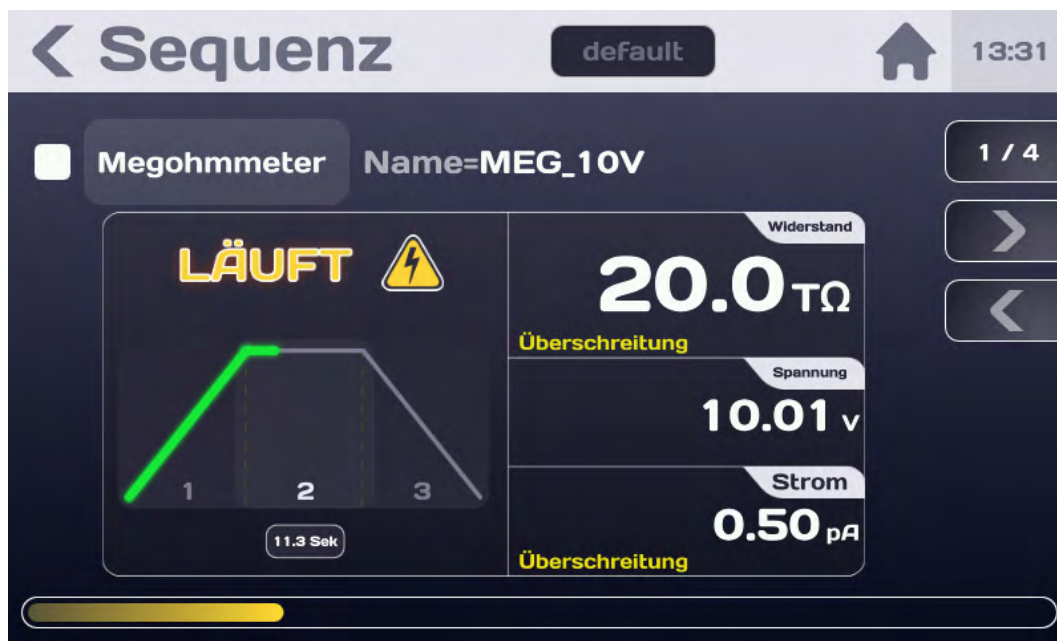 Sequenz
default
13:31
Megohmmeter
Name=MEG_10V
1 / 4
LÄUFT
Widerstand
20.0 TΩ
Überschreitung
Spannung
10.01 v
Strom
0.50 pA
Überschreitung
1
2
3
11.3 Sek